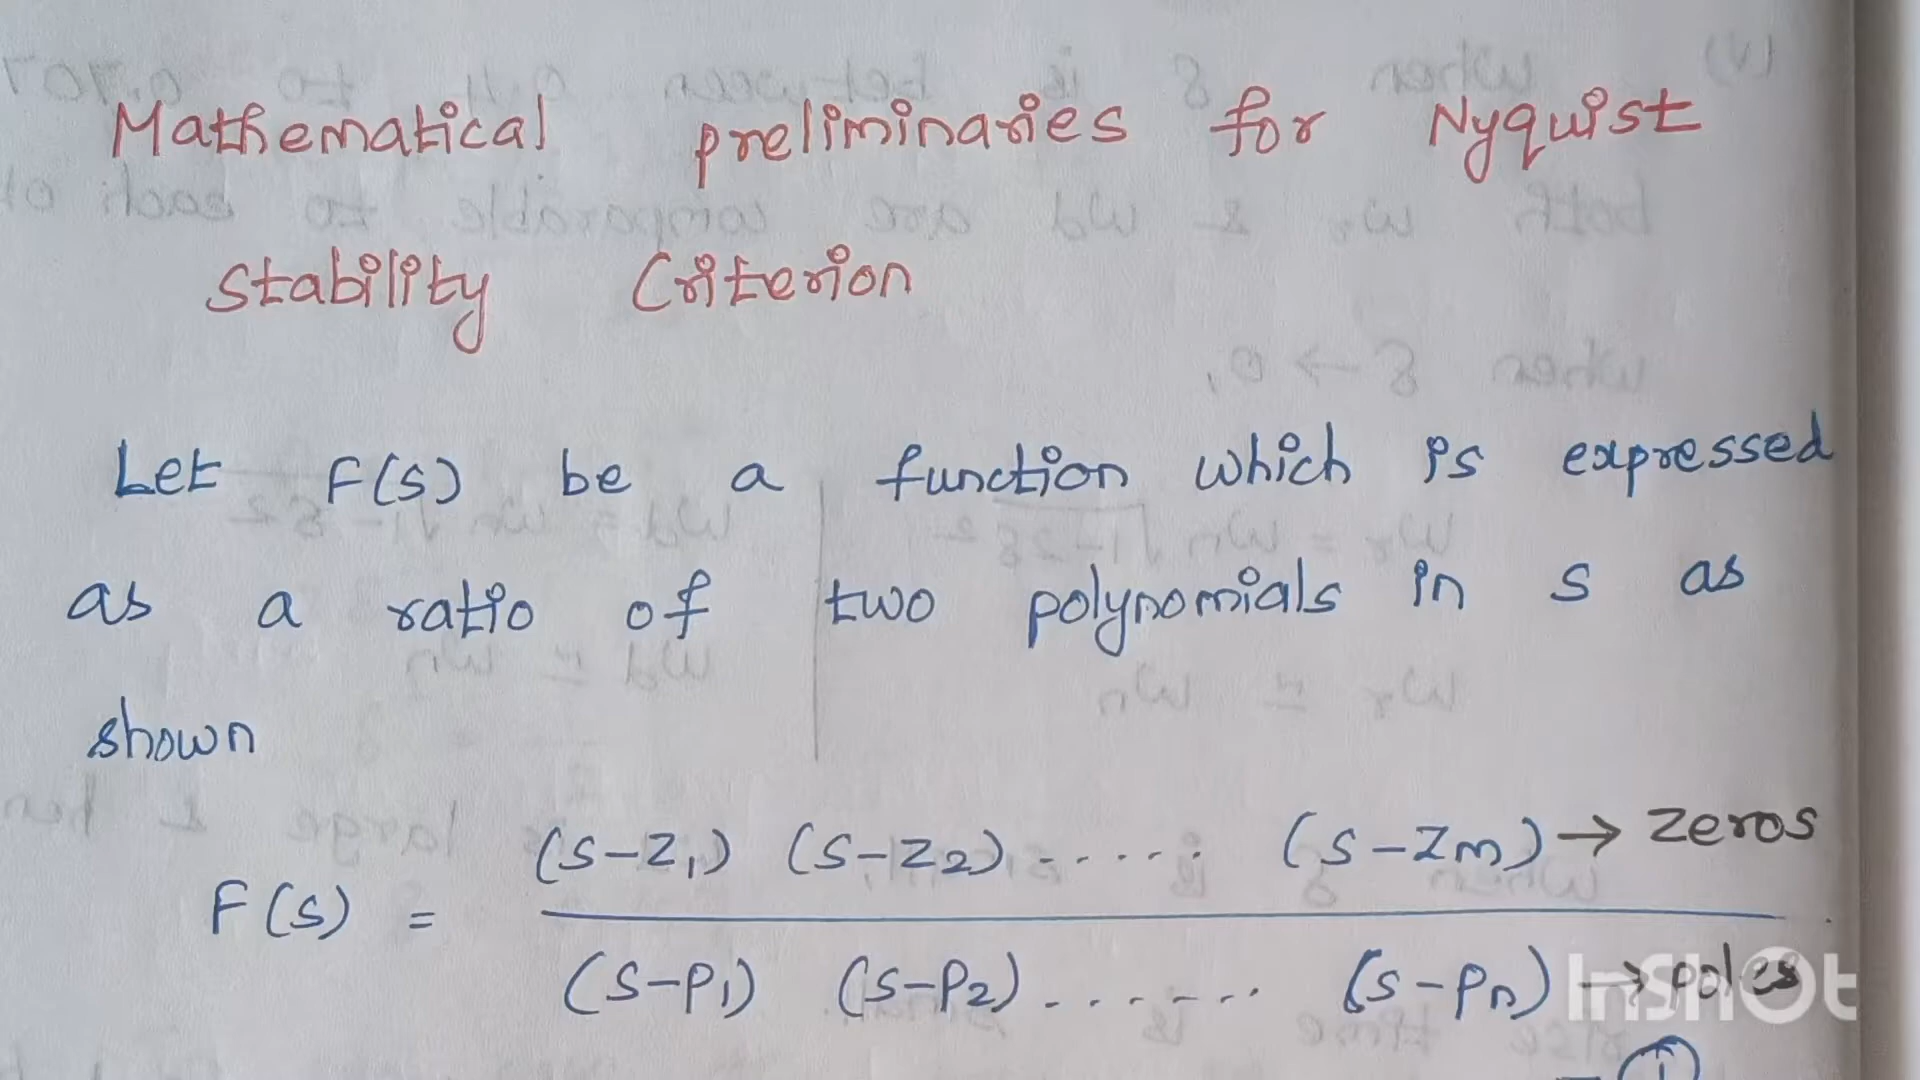 Mathematical preliminaries for Nyquist
Stability Criterion
Let F(s) be a function which is expressed
as a ratio of two polynomials in s as
shown
F(s) = (s-z1) (s-z2) ...... (s-zm) → zeros
(s-p1) (s-p2) ....... (s-pn) → poles
InShOt
- ①